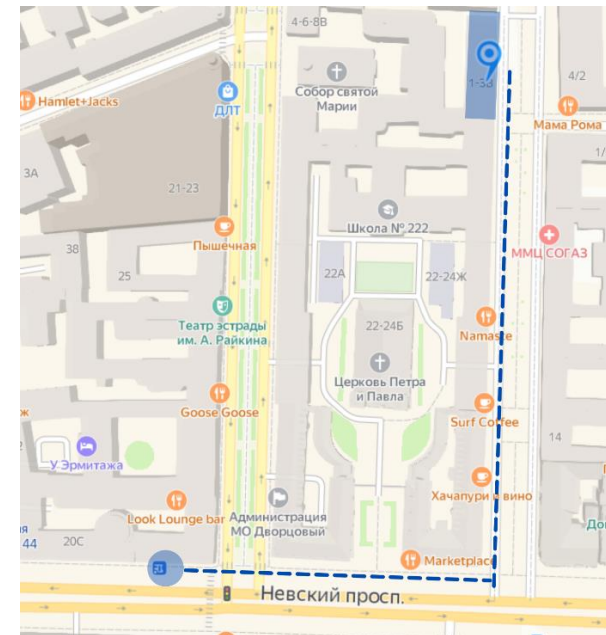 4-6-8В
1-3В
4/2
Собор святой
Марии
Hamlet+Jacks
ДЛТ
Мама Рома
1/
3А
21-23
Школа № 222
Пышечная
38
25
22А
22-24Ж
ММЦ СОГАЗ
Театр эстрады
им. А. Райкина
22-24Б
Namaste
Церковь Петра
и Павла
Goose Goose
Surf Coffee
ж
14
У Эрмитажа
Хачапури и вино
Look Lounge bar
Администрация
МО Дворцовый
До
44
20С
Marketplace
Невский просп.